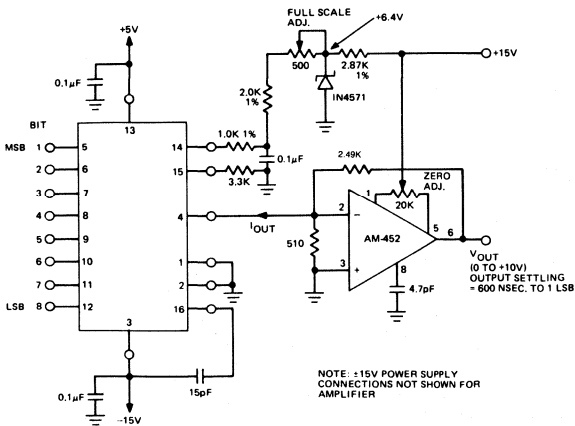 FULL SCALE
ADJ.
+6.4V
+5V
500
2.87K
1%
+15V
0.1µF
2.0K
1%
IN4571
BIT
13
MSB 1 5
14
1.0K 1%
0.1µF
2 6
15
3.3K
2.49K
ZERO
ADJ.
3 7
1
20K
4 8
4
IOUT
2
−
AM-452
5
6
5 9
510
VOUT
(0 TO +10V)
OUTPUT SETTLING
= 600 NSEC. TO 1 LSB
6 10
1
3
+
8
7 11
2
4.7pF
LSB 8 12
16
3
15pF
0.1µF
−15V
NOTE: ±15V POWER SUPPLY
CONNECTIONS NOT SHOWN FOR
AMPLIFIER